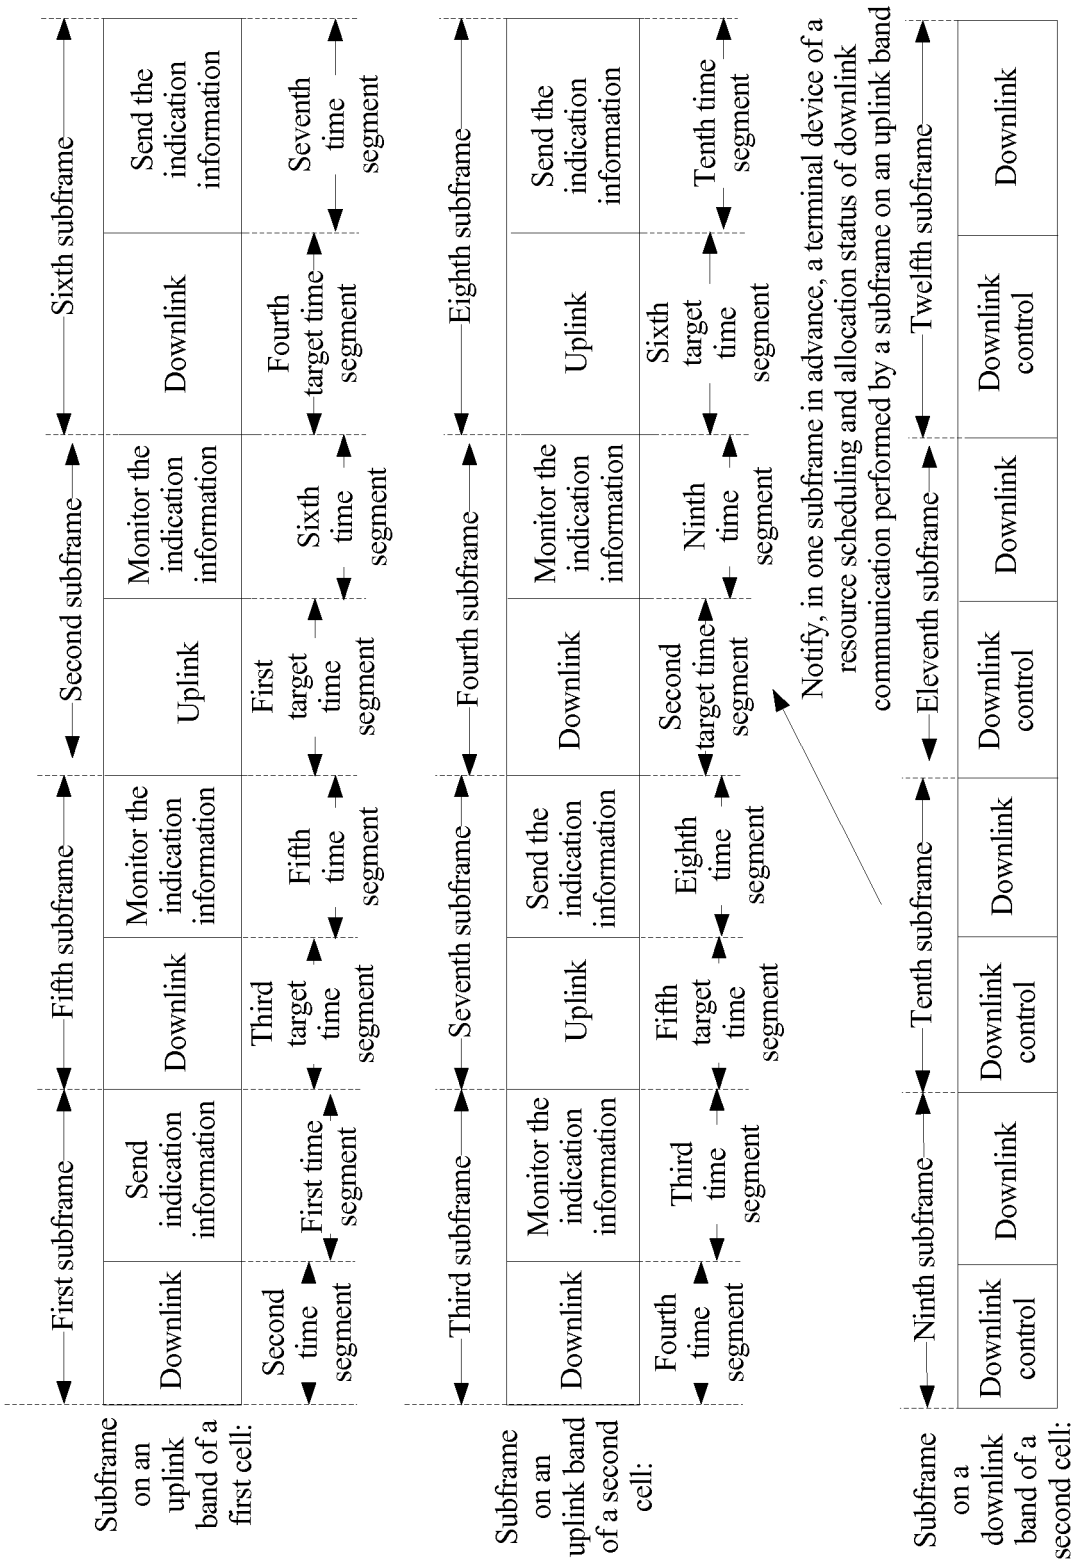 Subframe
on an
uplink
band of a
first cell:
First subframe
Fifth subframe
Second subframe
Sixth subframe
Downlink
Send
indication
information
Downlink
Monitor the
indication
information
Uplink
Monitor the
indication
information
Downlink
Send the
indication
information
Second
time
segment
First time
segment
Third
target
time
segment
Fifth
time
segment
First
target
time
segment
Sixth
time
segment
Fourth
target time
segment
Seventh
time
segment
Subframe
on an
uplink band
of a second
cell:
Third subframe
Seventh subframe
Fourth subframe
Eighth subframe
Downlink
Monitor the
indication
information
Uplink
Send the
indication
information
Downlink
Monitor the
indication
information
Uplink
Send the
indication
information
Fourth
time
segment
Third
time
segment
Fifth
target
time
segment
Eighth
time
segment
Second
target time
segment
Ninth
time
segment
Sixth
target
time
segment
Tenth time
segment
Notify, in one subframe in advance, a terminal device of a
resource scheduling and allocation status of downlink
communication performed by a subframe on an uplink band
Subframe
on a
downlink
band of a
second cell:
Ninth subframe
Tenth subframe
Eleventh subframe
Twelfth subframe
Downlink
control
Downlink
Downlink
control
Downlink
Downlink
control
Downlink
Downlink
control
Downlink